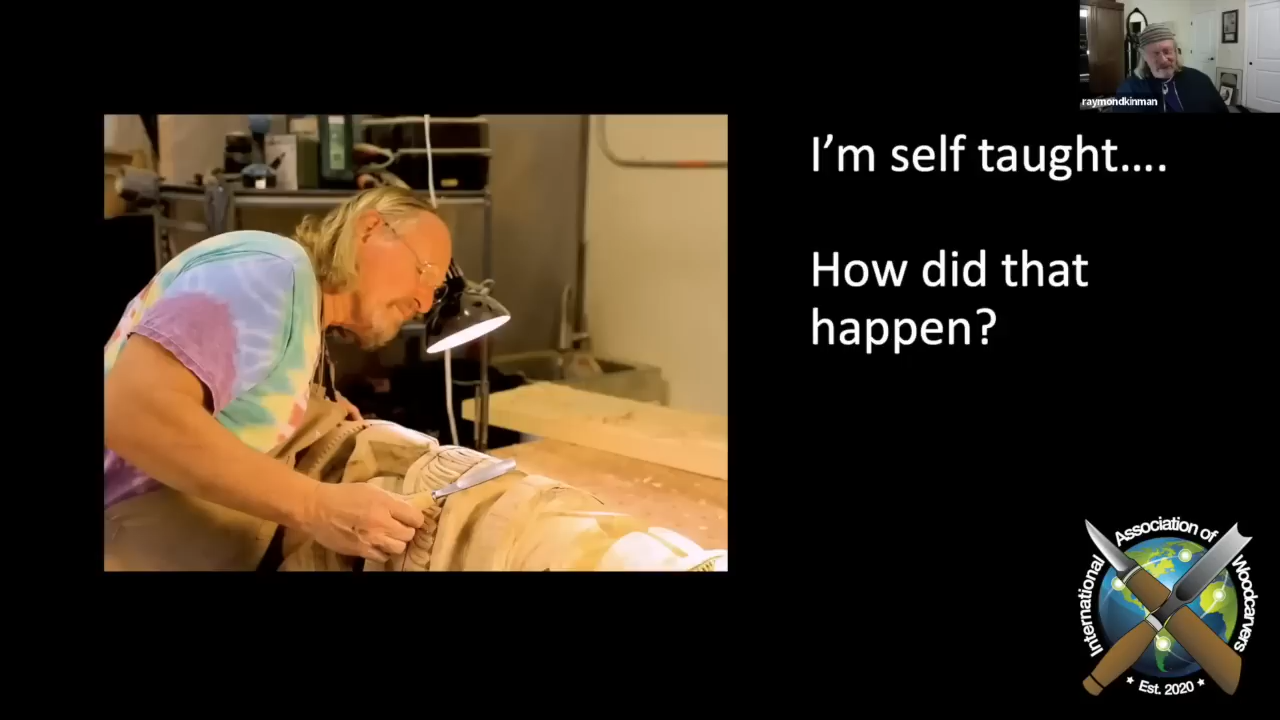 raymondkinman
I'm self taught....
How did that
happen?
International Association of Woodcarvers
Est. 2020